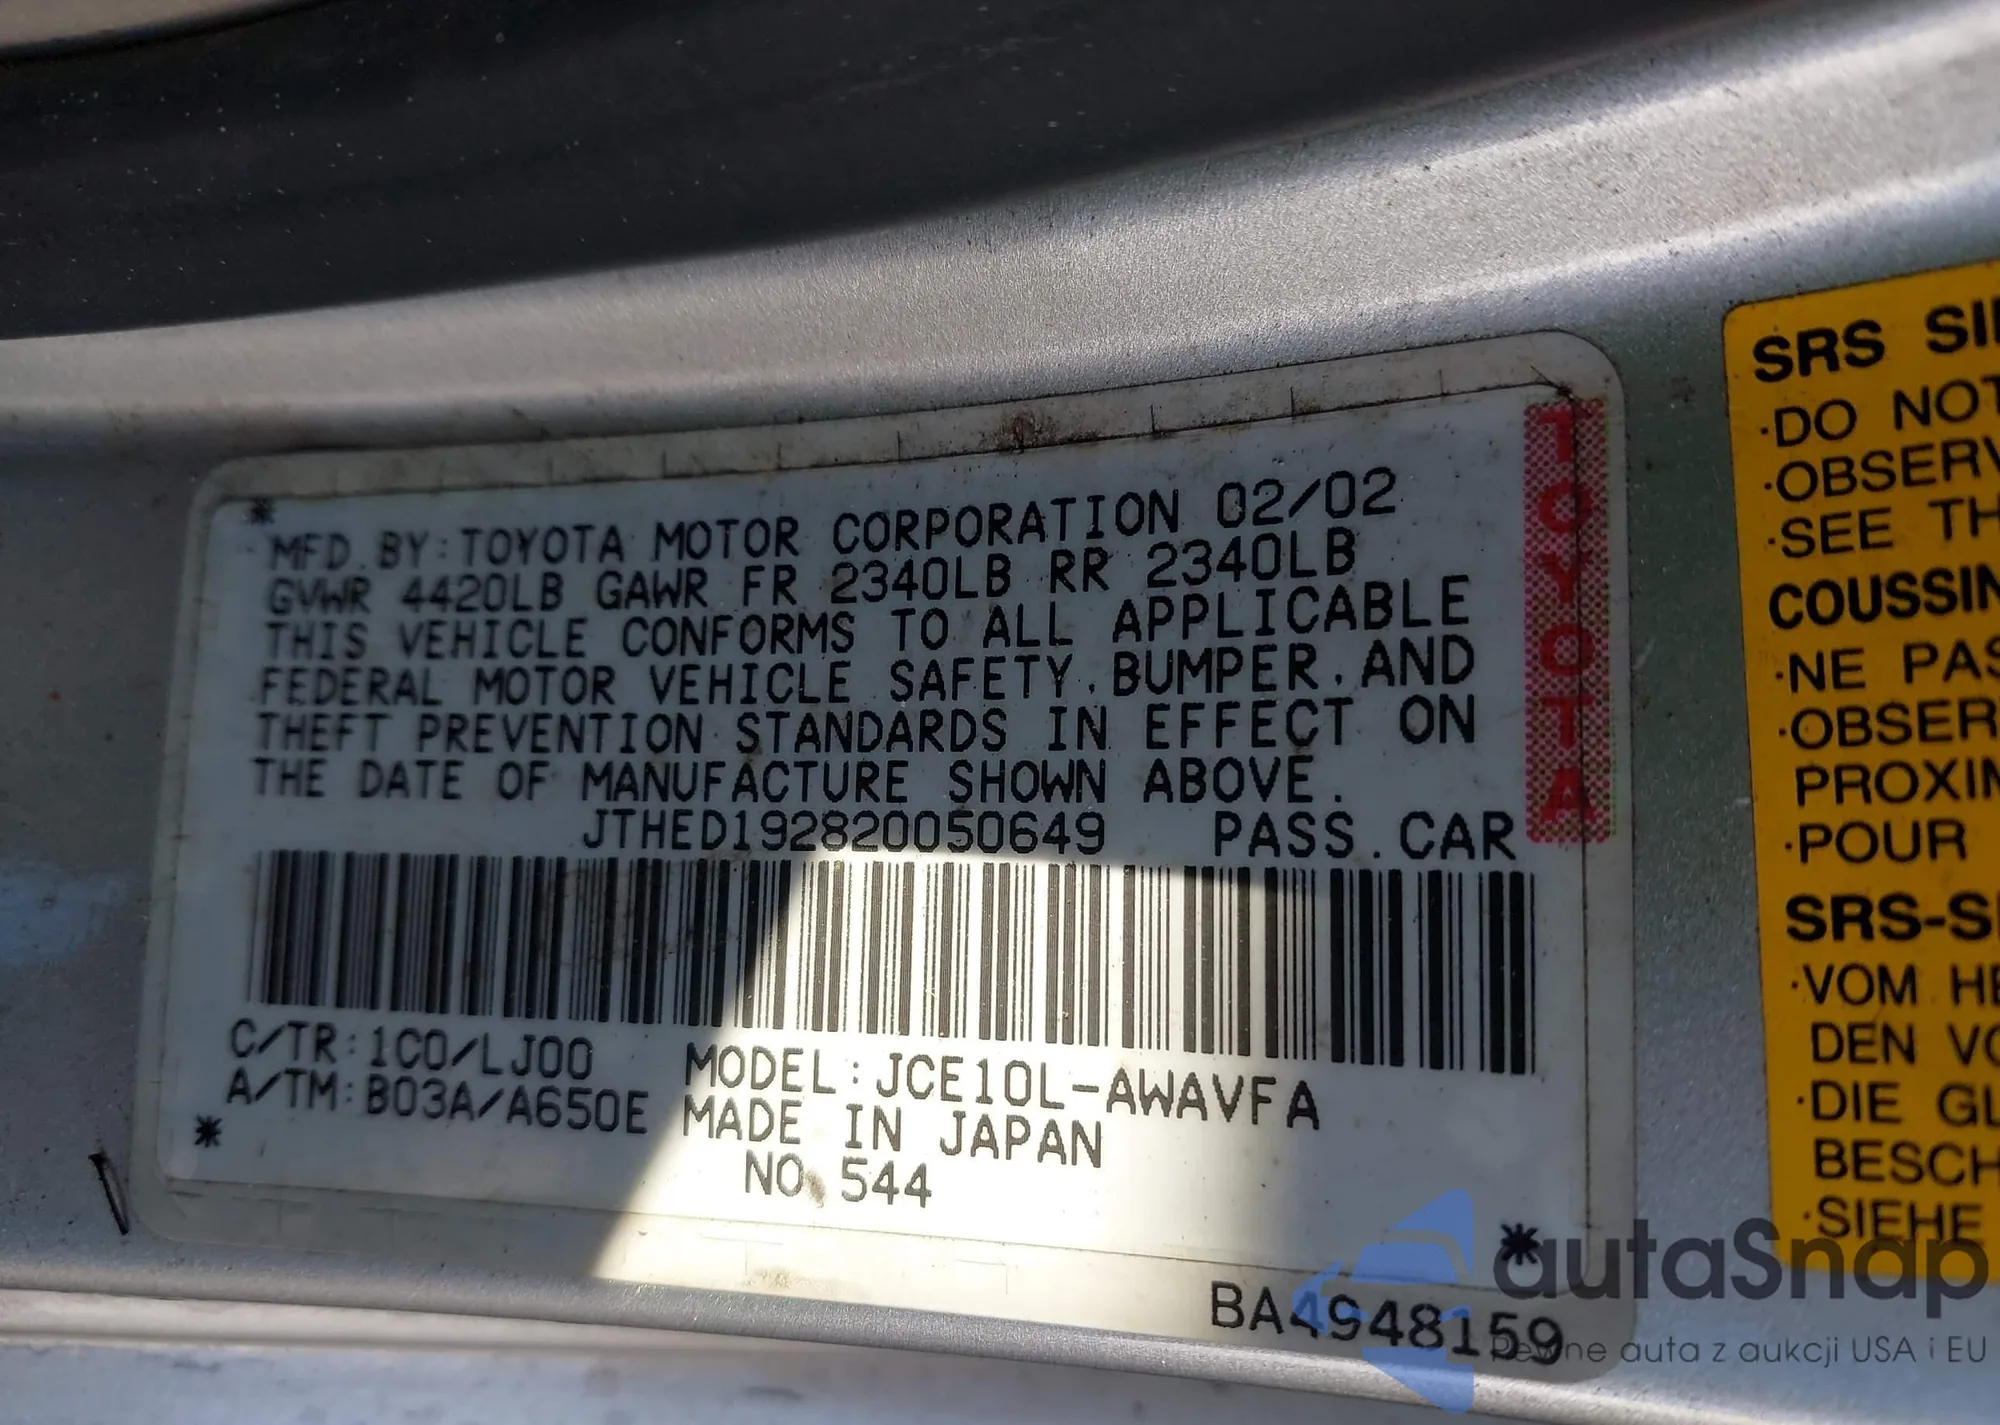 MFD. BY: TOYOTA MOTOR CORPORATION 02/02
GVWR 4420LB GAWR FR 2340LB RR 2340LB
THIS VEHICLE CONFORMS TO ALL APPLICABLE
FEDERAL MOTOR VEHICLE SAFETY, BUMPER, AND
THEFT PREVENTION STANDARDS IN EFFECT ON
THE DATE OF MANUFACTURE SHOWN ABOVE.
JTHED192820050649 PASS. CAR
C/TR: 1C0/LJ00 MODEL: JCE10L-AWAVFA
A/TM: B03A/A650E MADE IN JAPAN
NO. 544
BA4948159
TOYOTA
SRS SI
·DO NOT
·OBSERV
·SEE TH
COUSSIN
·NE PAS
·OBSER
PROXIM
·POUR
SRS-S
·VOM HE
DEN VO
·DIE GL
BESCH
·SIEHE
autaSnap
Pewne auta z aukcji USA i EU